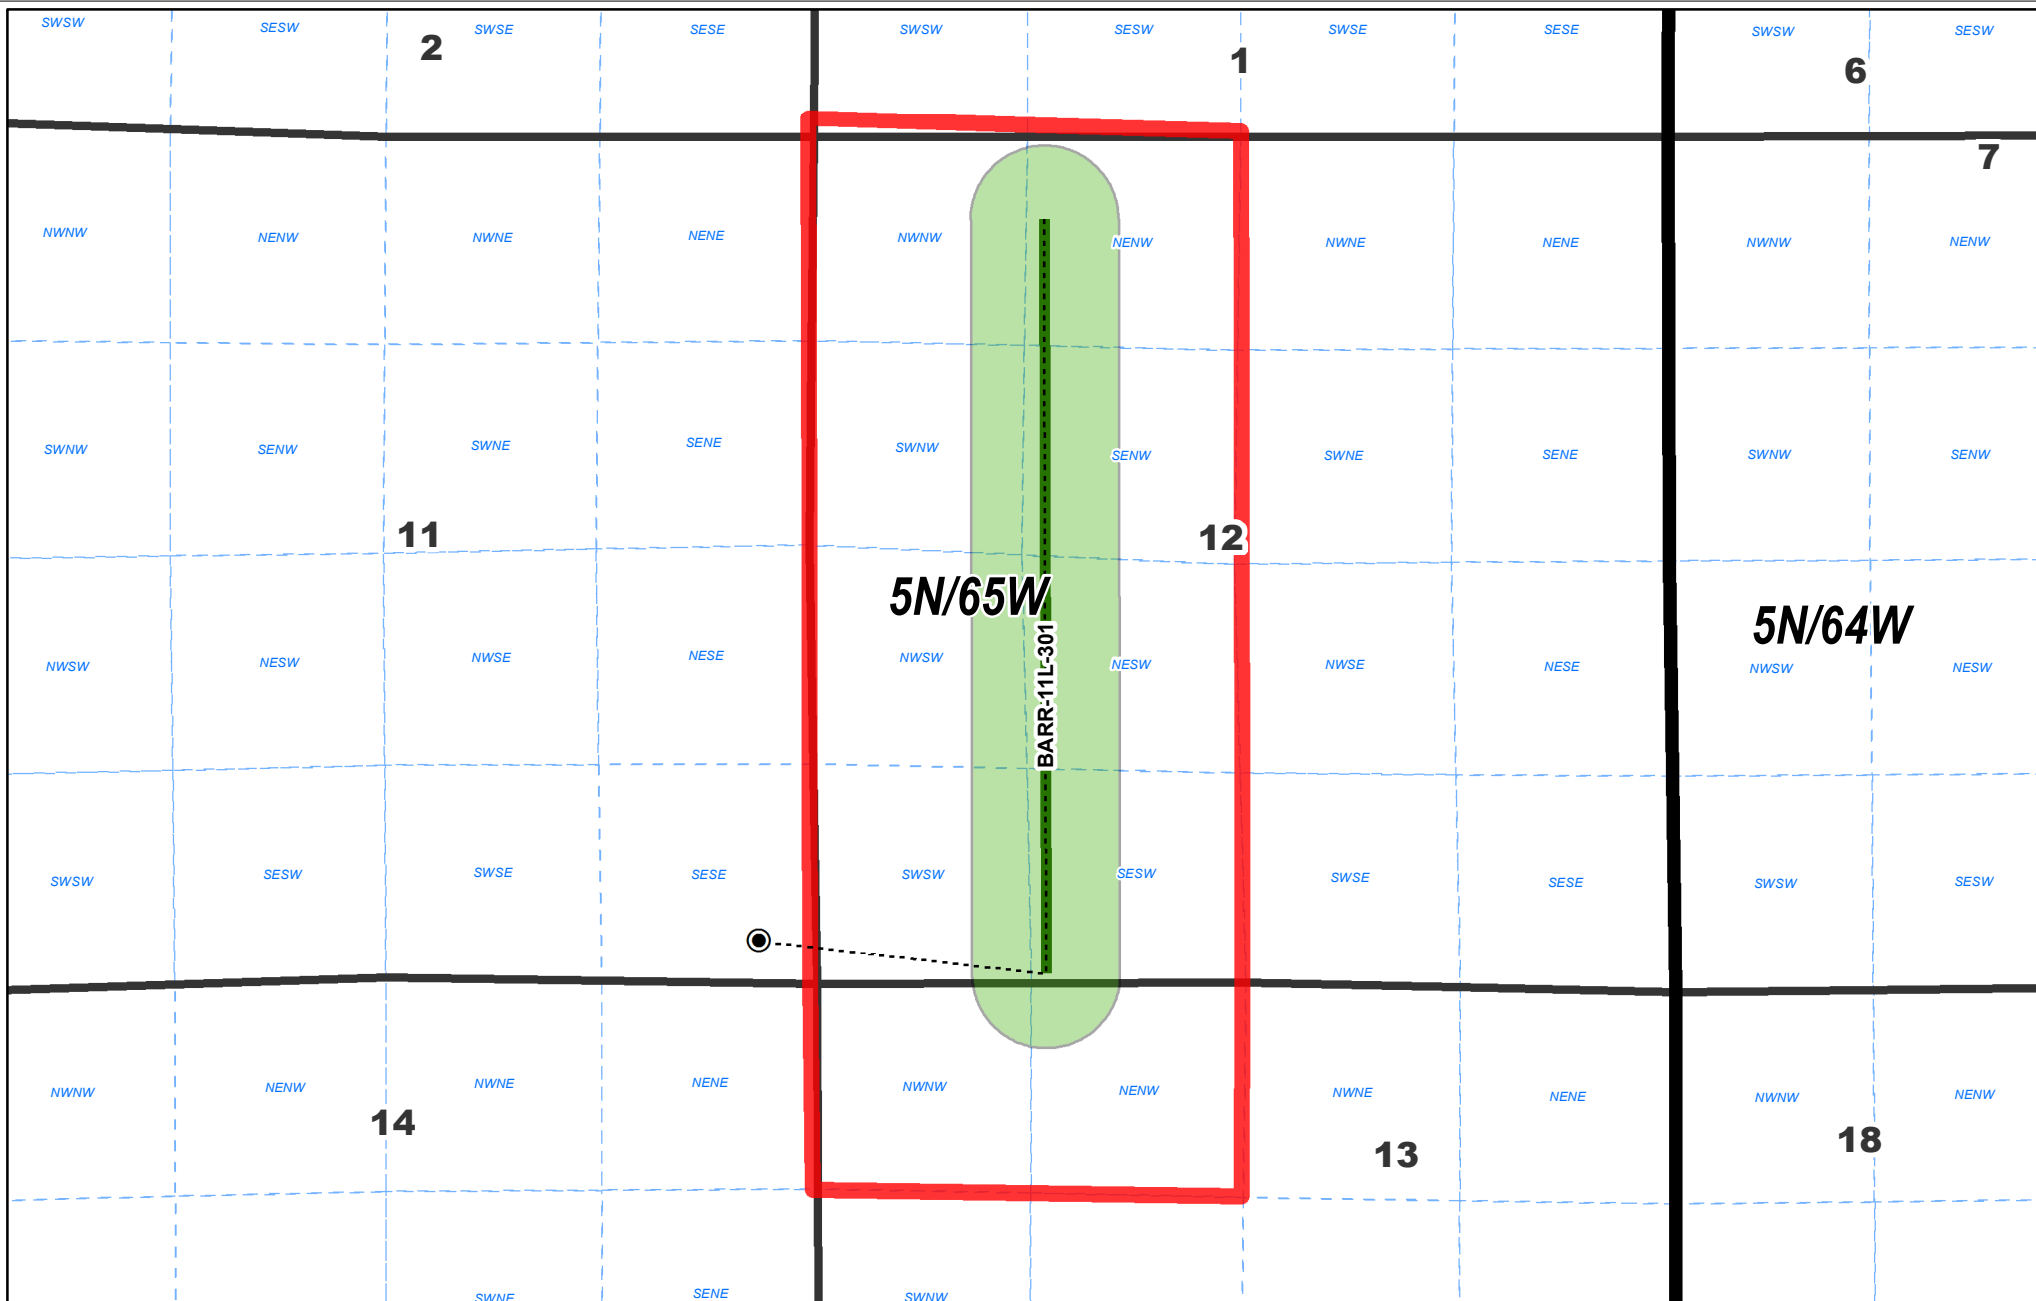 SWSW SESW SWSE SESE SWSW SESW SWSE SESE SWSW SESW
2 1 6
7
NWNW NENW NWNE NENE NWNW NENW NWNE NENE NWNW NENW
SWNW SENW SWNE SENE SWNW SENW SWNE SENE SWNW SENW
11 12
5N/65W 5N/64W
BARR-11L-301
NWSW NESW NWSE NESE NWSW NESW NWSE NESE NWSW NESW
SWSW SESW SWSE SESE SWSW SESW SWSE SESE SWSW SESW
NWNW NENW NWNE NENE NWNW NENW NWNE NENE NWNW NENW
14 13 18
SWNE SENE SWNW